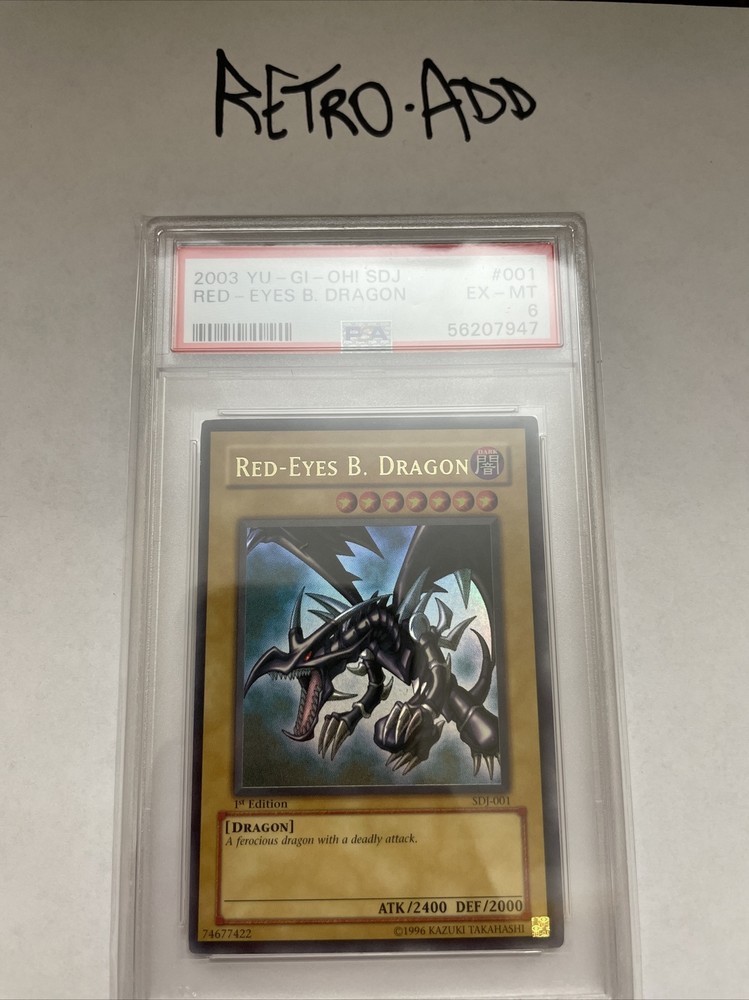 RETRO·ADD
2003 YU-GI-OH! SDJ #001
RED-EYES B. DRAGON EX-MT
6
PSA 56207947
RED-EYES B. DRAGON
DARK
闇
1st Edition SDJ-001
[DRAGON]
A ferocious dragon with a deadly attack.
ATK/2400 DEF/2000
74677422 ©1996 KAZUKI TAKAHASHI